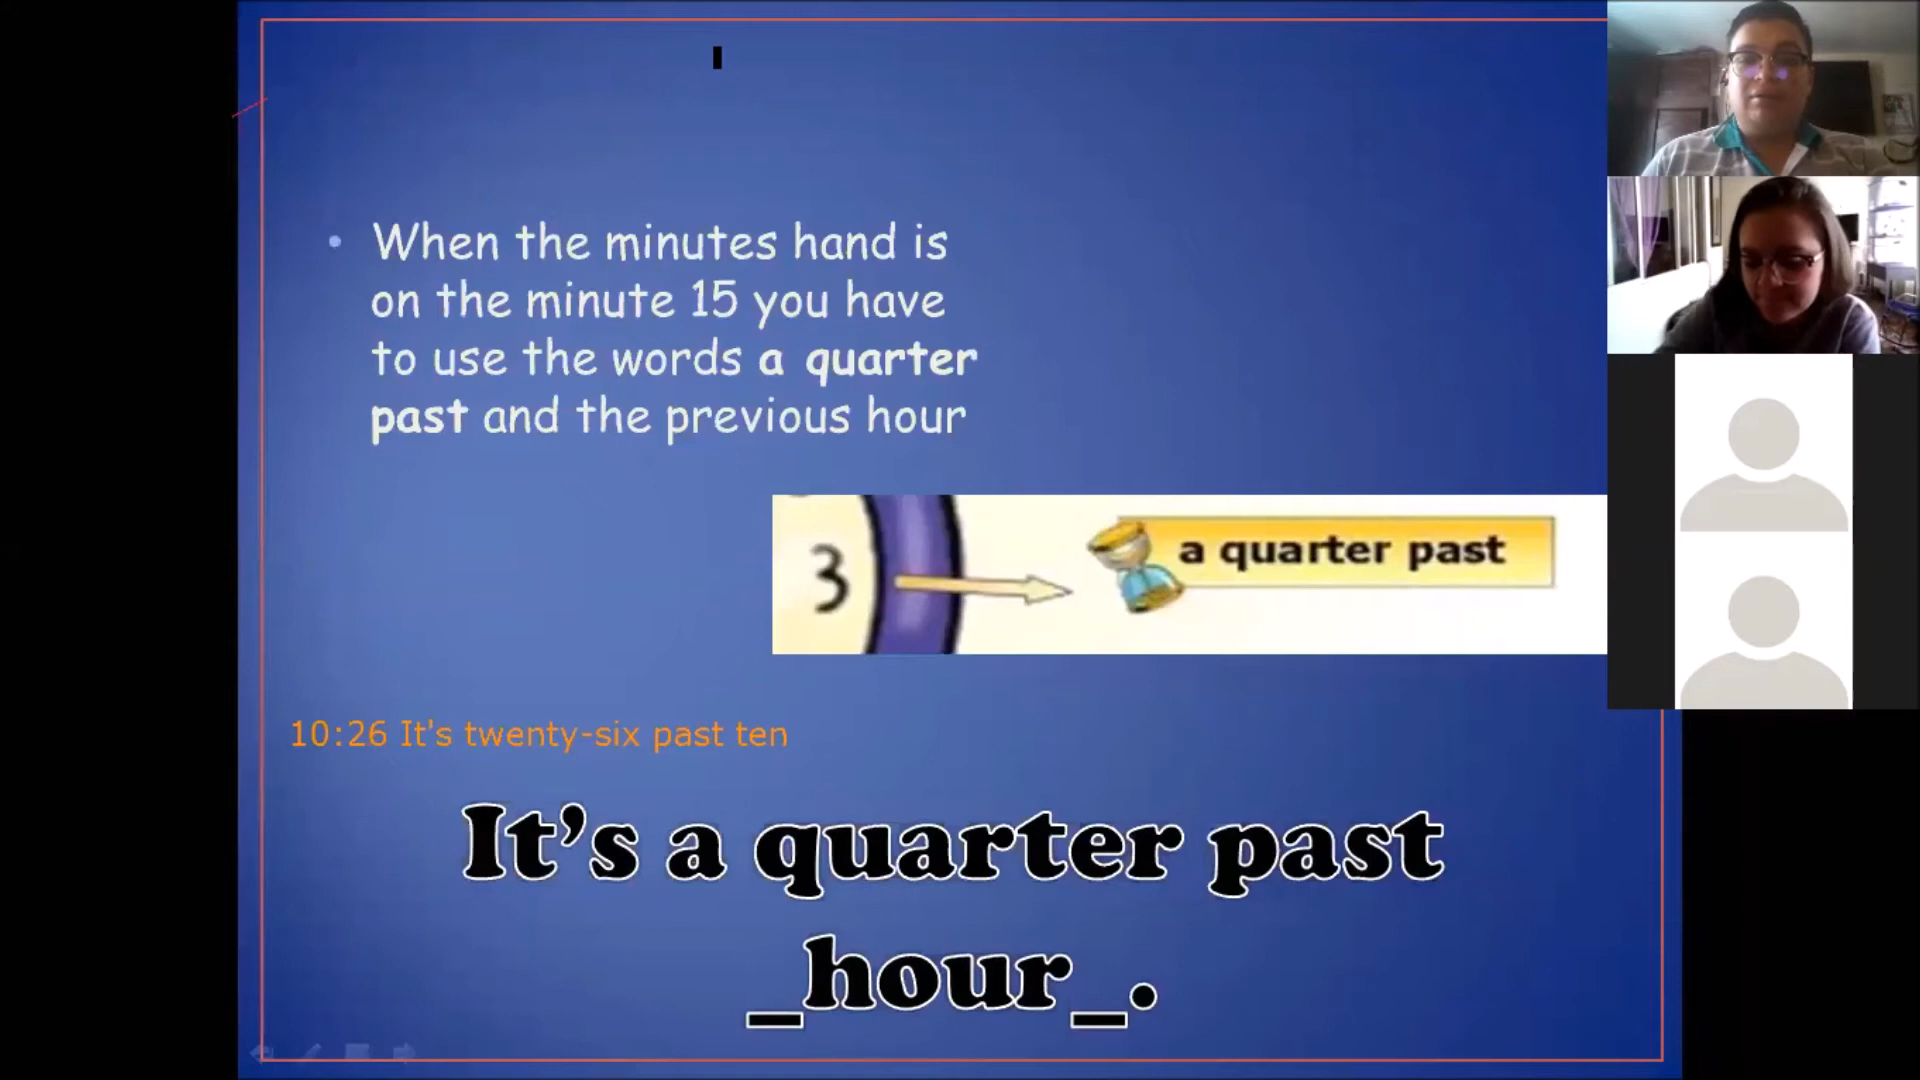 When the minutes hand is
on the minute 15 you have
to use the words a quarter
past and the previous hour
3
a quarter past
10:26 It's twenty-six past ten
It’s a quarter past
_hour_.